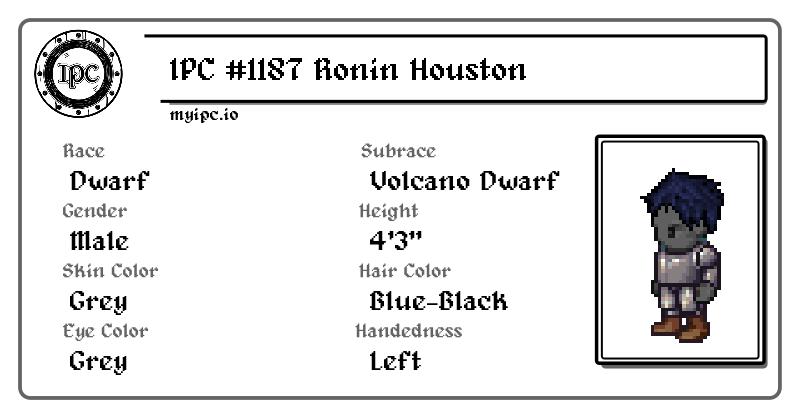 IPC
IPC #1187 Ronin Houston
myipc.io
Race
Subrace
Dwarf
Volcano Dwarf
Gender
Height
Male
4'3"
Skin Color
Hair Color
Grey
Blue-Black
Eye Color
Handedness
Grey
Left